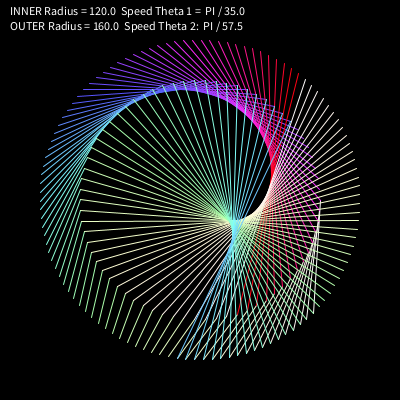 INNER Radius = 120.0  Speed Theta 1 =  PI / 35.0
OUTER Radius = 160.0  Speed Theta 2:  PI / 57.5